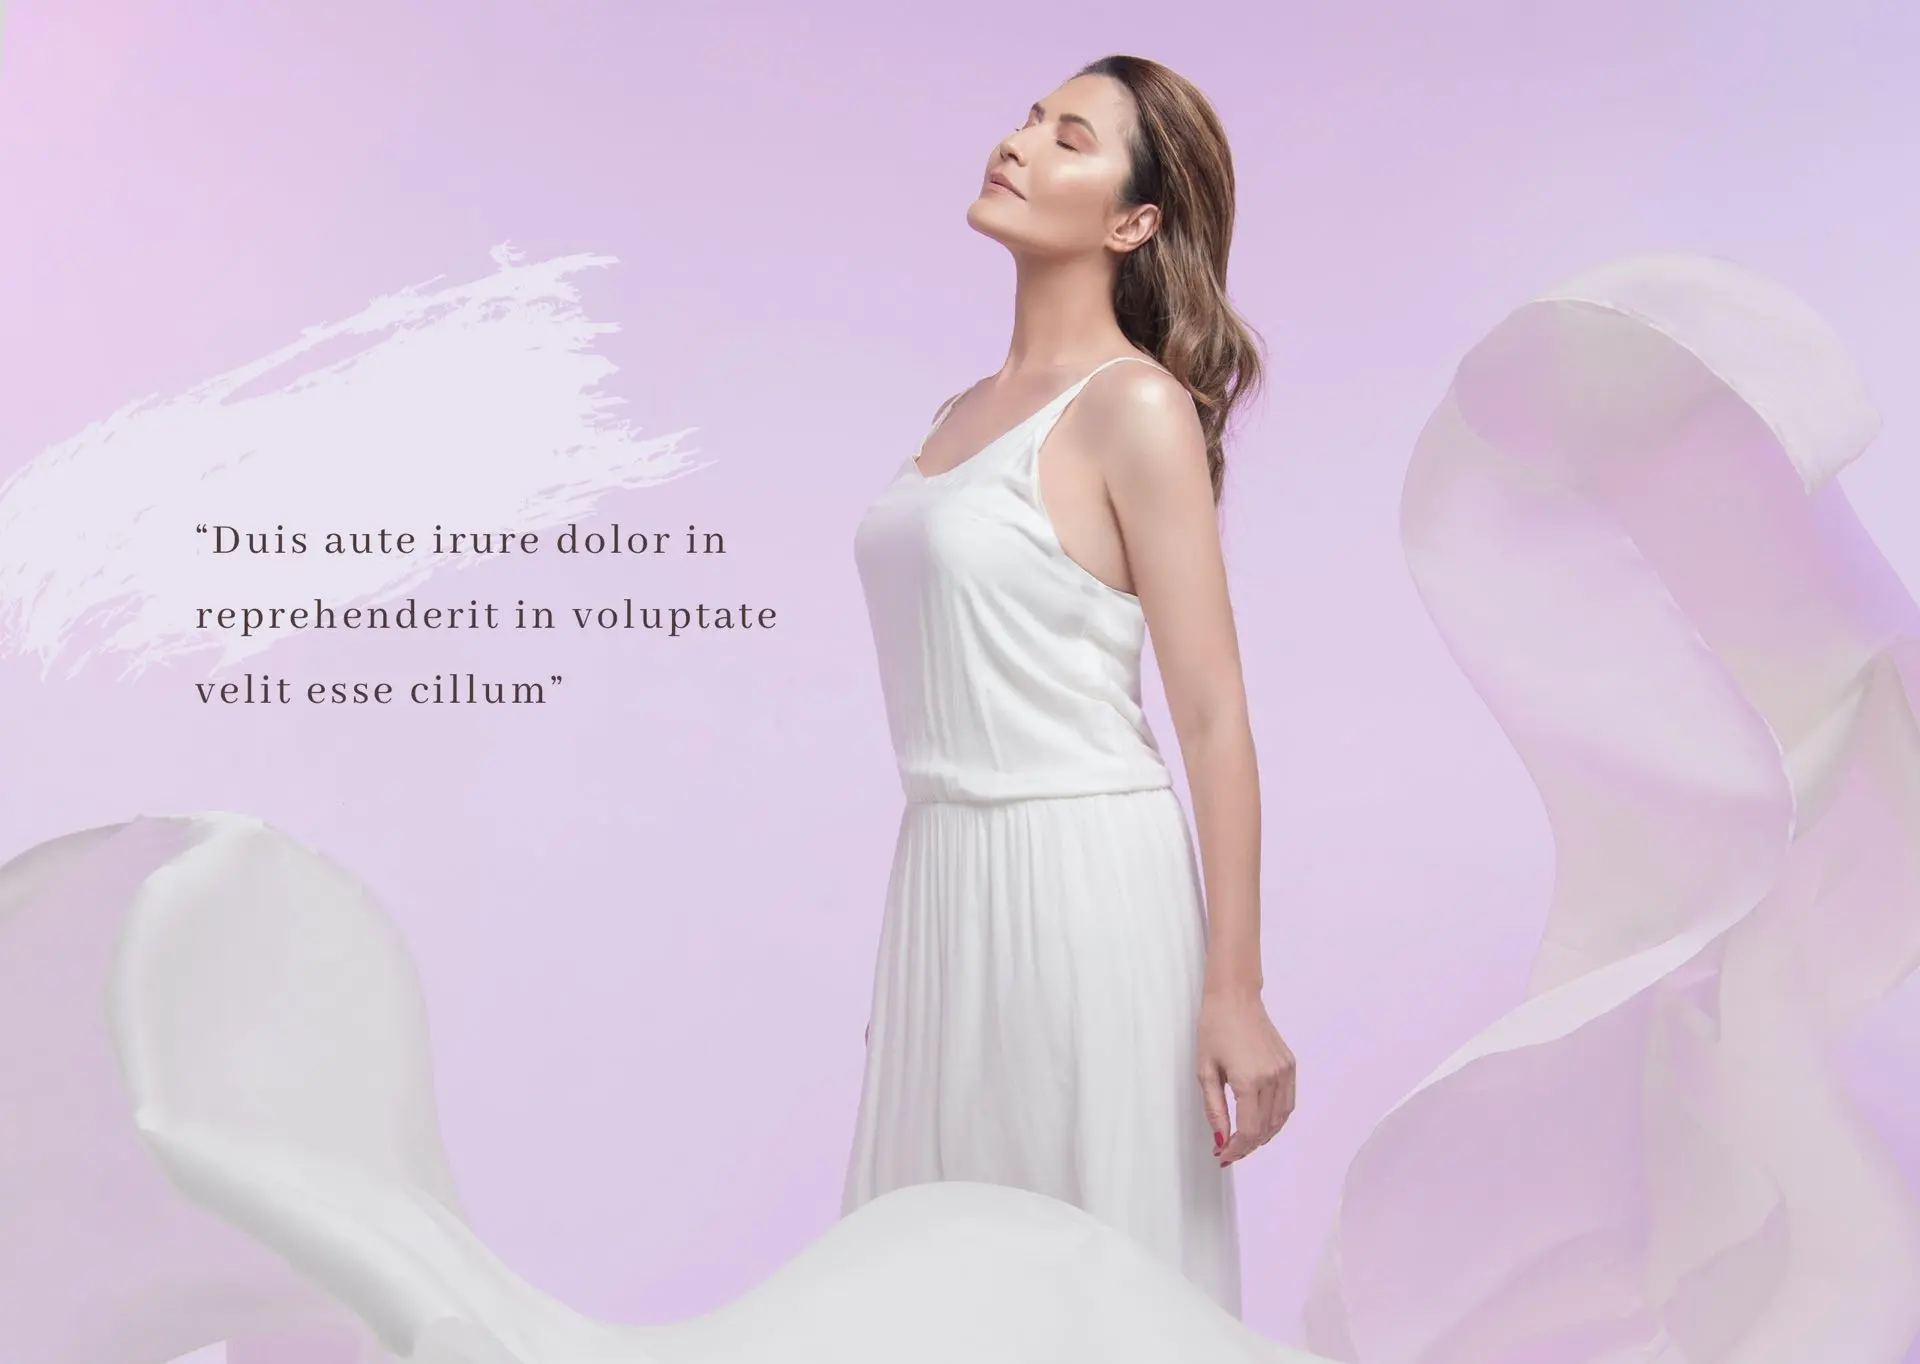 “Duis aute irure dolor in
reprehenderit in voluptate
velit esse cillum”